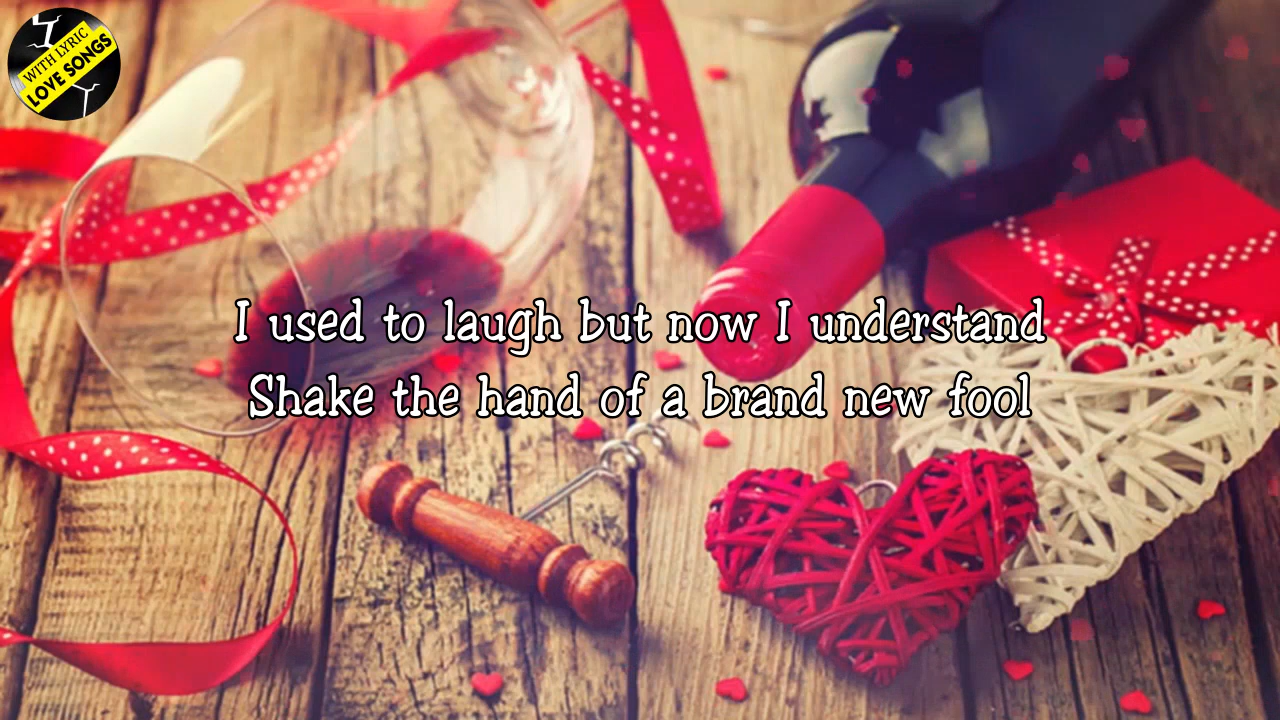 WITH LYRIC
LOVE SONGS
I used to laugh but now I understand
Shake the hand of a brand new fool